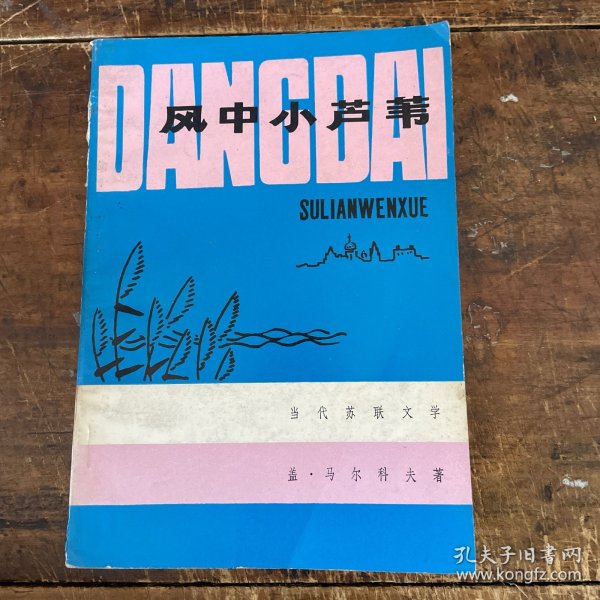 DANGDAI
风中小芦苇
SULIANWENXUE
当代苏联文学
盖·马尔科夫著
孔夫子旧书网
www.kongfz.com